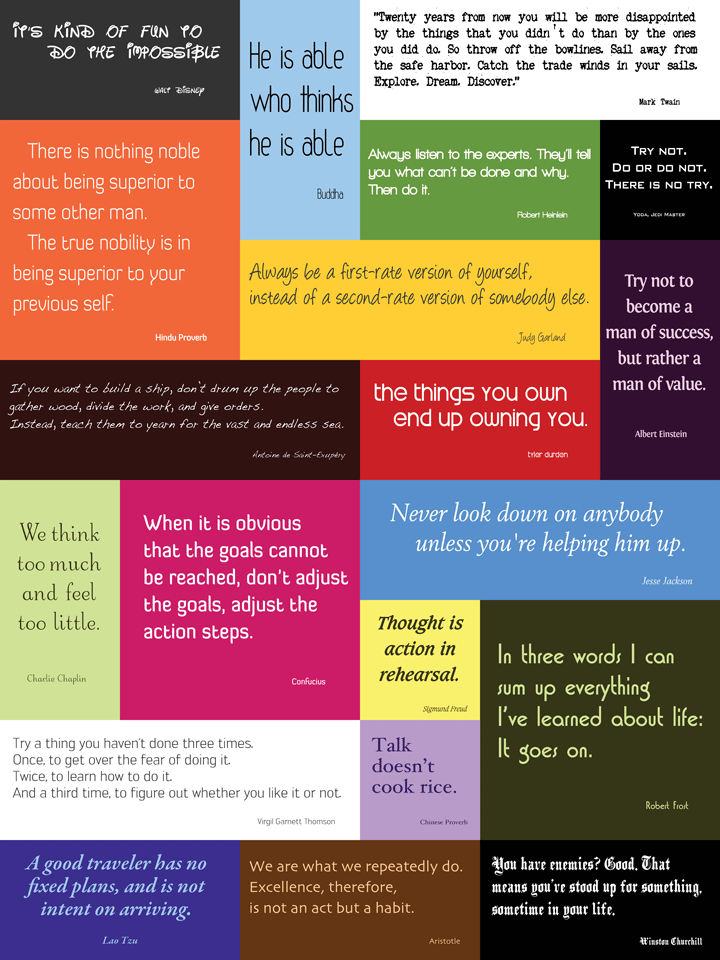 It's kind of fun to
do the impossible
Walt Disney
He is able
who thinks
he is able
Buddha
"Twenty years from now you will be more disappointed
by the things that you didn't do than by the ones
you did do. So throw off the bowlines. Sail away from
the safe harbor. Catch the trade winds in your sails.
Explore. Dream. Discover."
Mark Twain
There is nothing noble
about being superior to
some other man.
The true nobility is in
being superior to your
previous self.
Hindu Proverb
Always listen to the experts. They'll tell
you what can't be done and why.
Then do it.
Robert Heinlein
Try not.
Do or do not.
There is no try.
Yoda, Jedi Master
Always be a first-rate version of yourself,
instead of a second-rate version of somebody else.
Judy Garland
Try not to
become a
man of success,
but rather a
man of value.
Albert Einstein
If you want to build a ship, don't drum up the people to
gather wood, divide the work, and give orders.
Instead, teach them to yearn for the vast and endless sea.
Antoine de Saint-Exupéry
the things you own
end up owning you.
tyler durden
We think
too much
and feel
too little.
Charlie Chaplin
When it is obvious
that the goals cannot
be reached, don't adjust
the goals, adjust the
action steps.
Confucius
Never look down on anybody
unless you're helping him up.
Jesse Jackson
Thought is
action in
rehearsal.
Sigmund Freud
In three words I can
sum up everything
I've learned about life:
It goes on.
Robert Frost
Try a thing you haven't done three times.
Once, to get over the fear of doing it.
Twice, to learn how to do it.
And a third time, to figure out whether you like it or not.
Virgil Garnett Thomson
Talk
doesn't
cook rice.
Chinese Proverb
A good traveler has no
fixed plans, and is not
intent on arriving.
Lao Tzu
We are what we repeatedly do.
Excellence, therefore,
is not an act but a habit.
Aristotle
You have enemies? Good. That
means you've stood up for something,
sometime in your life.
Winston Churchill